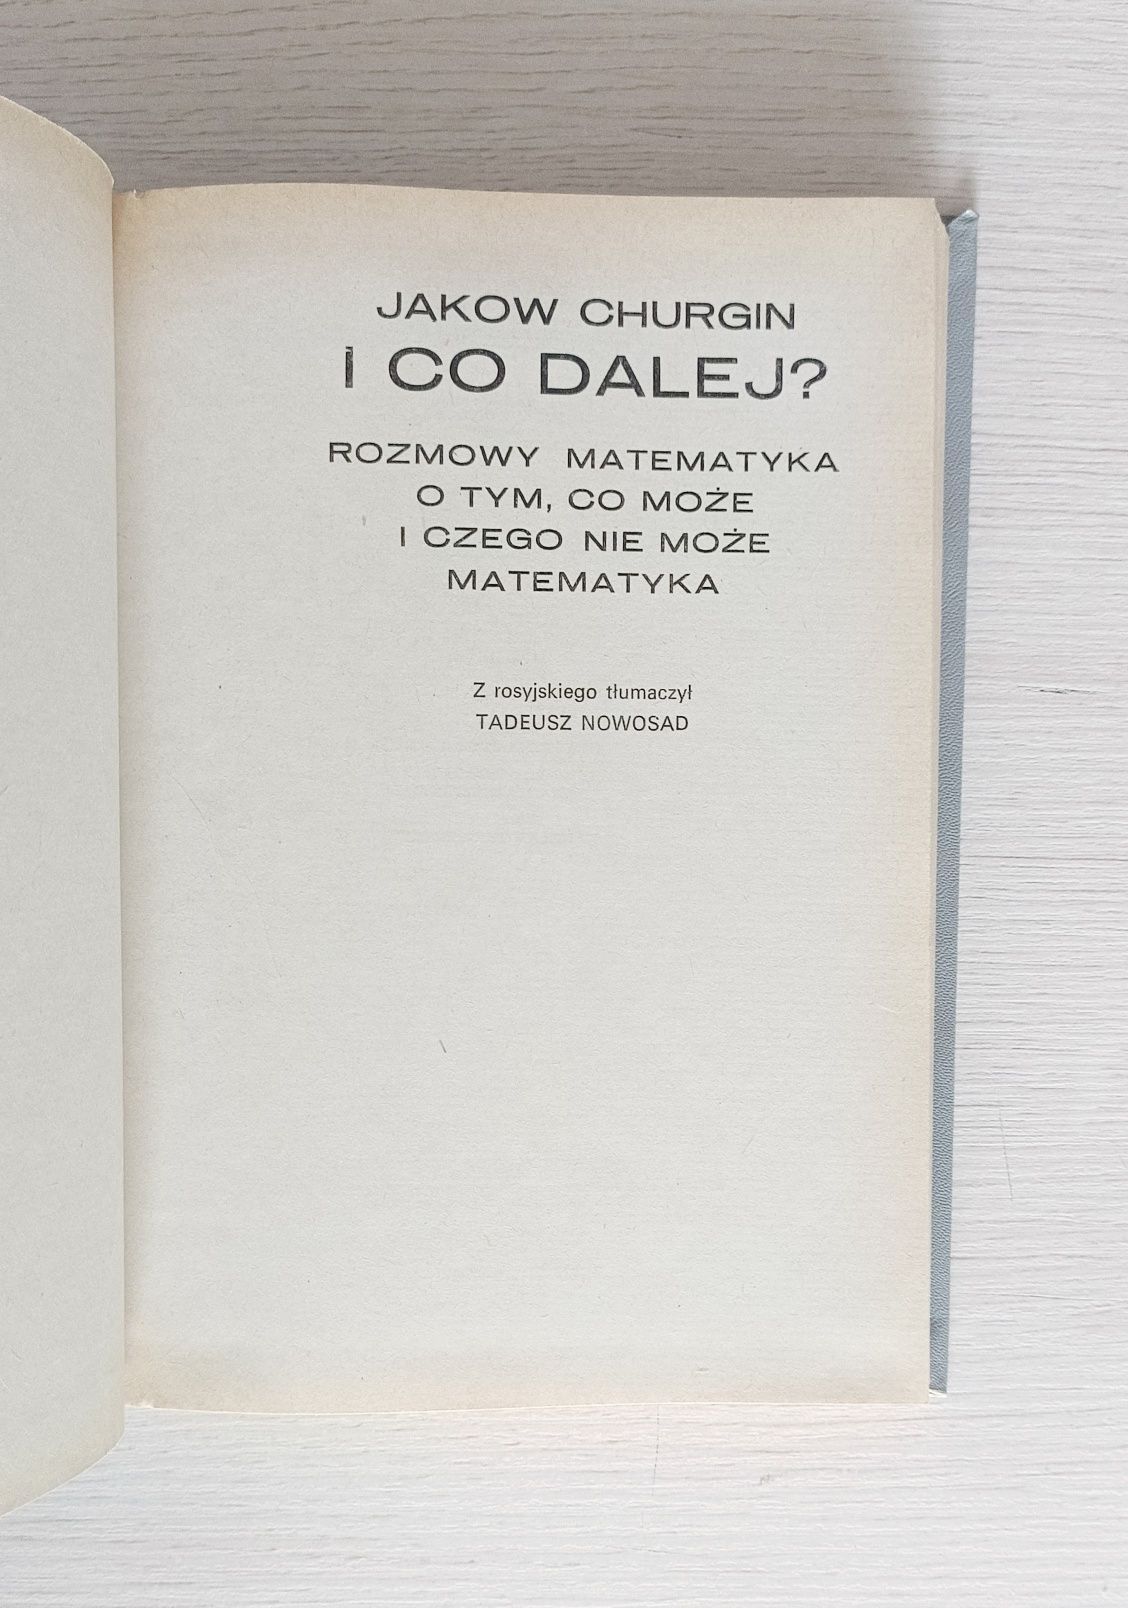 JAKOW CHURGIN
I CO DALEJ?
ROZMOWY MATEMATYKA
O TYM, CO MOŻE
I CZEGO NIE MOŻE
MATEMATYKA
Z rosyjskiego tłumaczył
TADEUSZ NOWOSAD